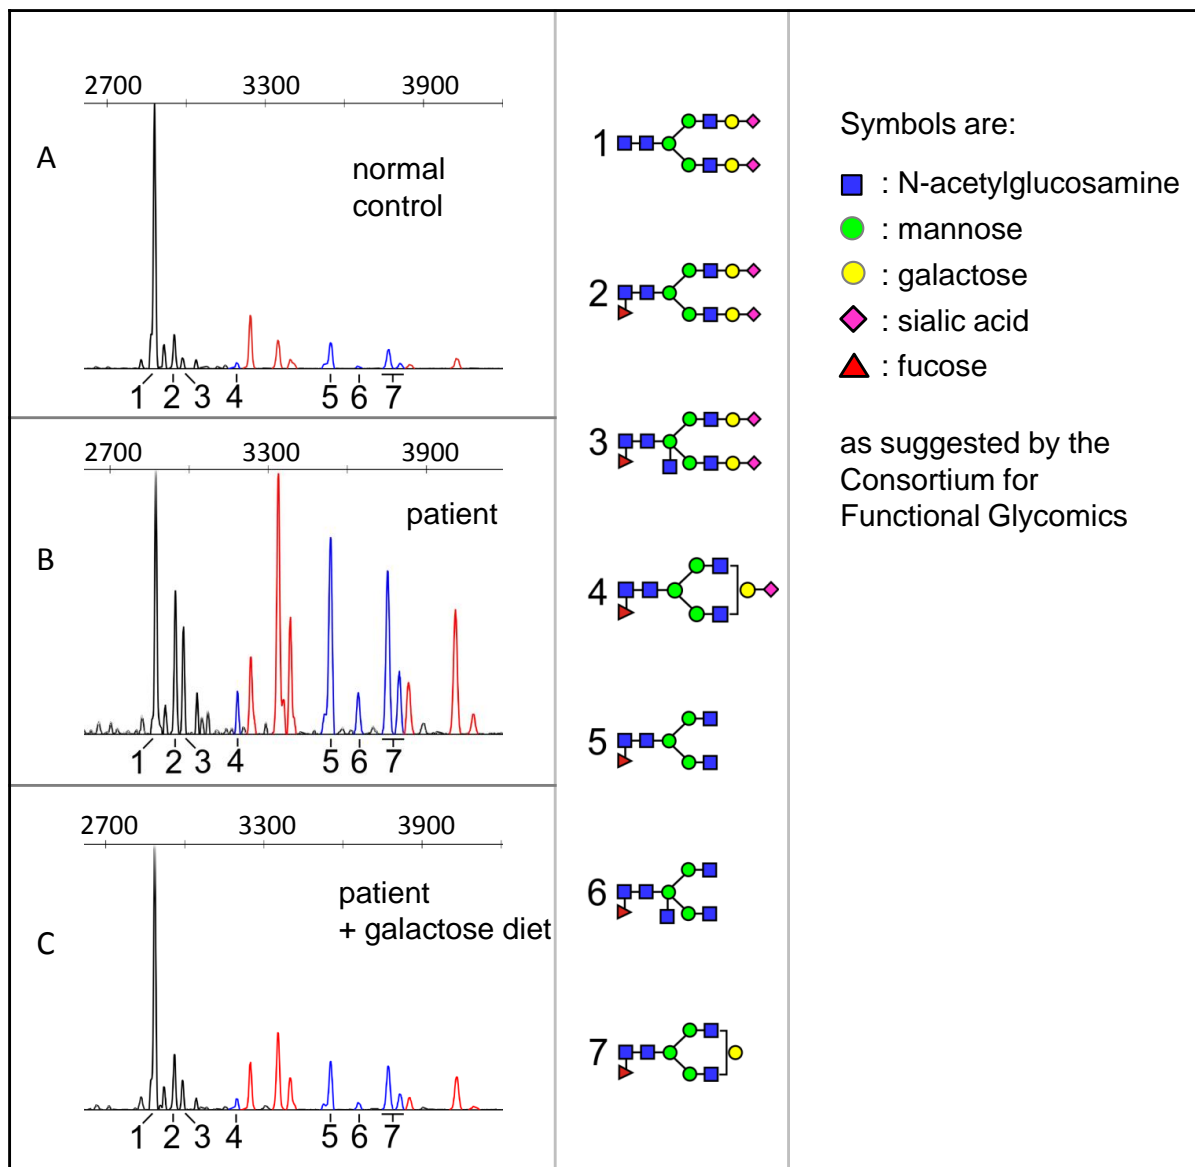 2700 3300 3900
A
normal
control
1 2 3 4 5 6 7
2700 3300 3900
B
patient
1 2 3 4 5 6 7
2700 3300 3900
C
patient
+ galactose diet
1 2 3 4 5 6 7
1
2
3
4
5
6
7
Symbols are:
: N-acetylglucosamine
: mannose
: galactose
: sialic acid
: fucose
as suggested by the
Consortium for
Functional Glycomics